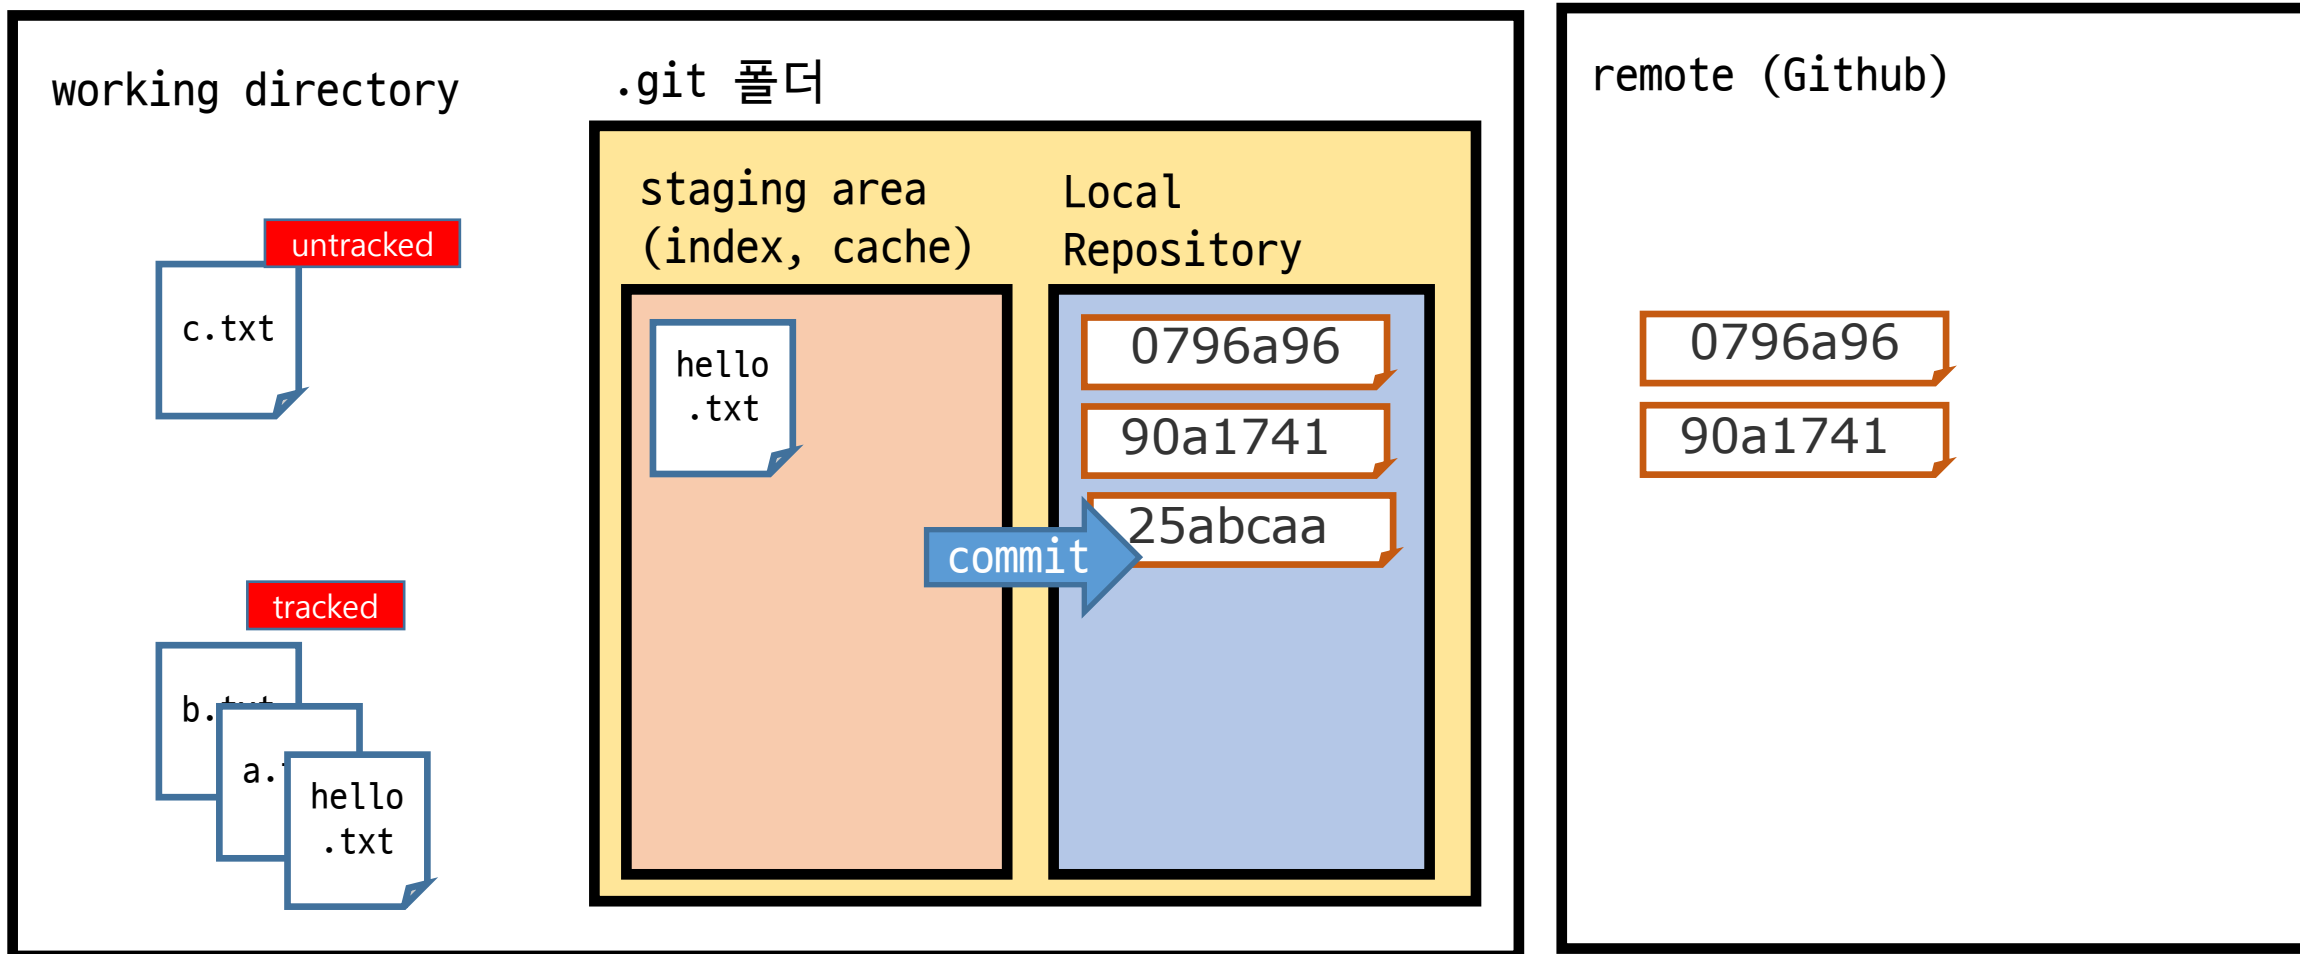 working directory
untracked
c.txt
tracked
b.txt
a.
hello
.txt
.git 폴더
staging area
(index, cache)
hello
.txt
commit
Local
Repository
0796a96
90a1741
25abcaa
remote (Github)
0796a96
90a1741